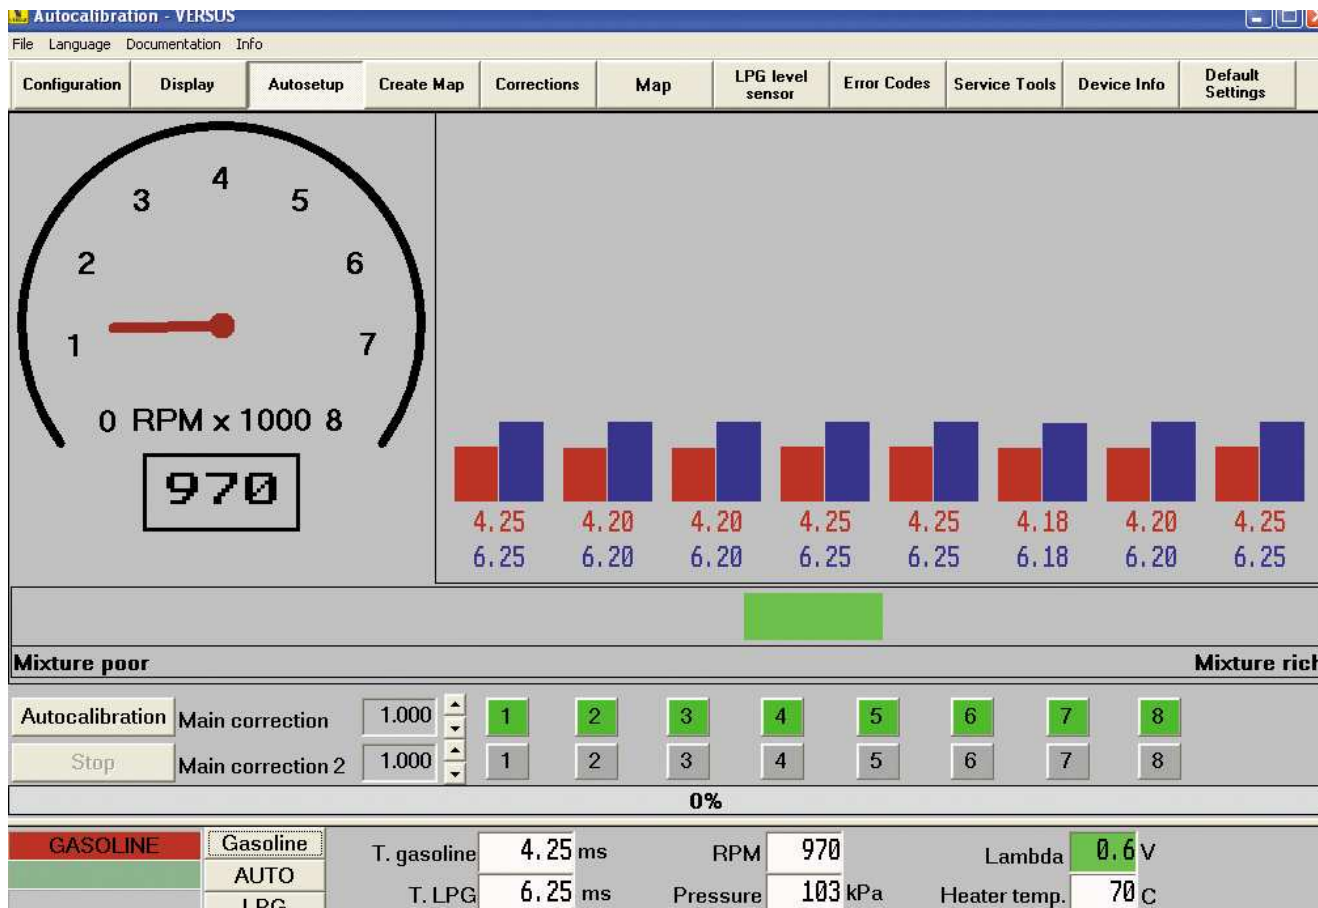 Autocalibration - VERSUS
File Language Documentation Info
Configuration Display Autosetup Create Map Corrections Map LPG level sensor Error Codes Service Tools Device Info Default Settings
4
3 5
2 6
1 7
0 RPM x 1000 8
970
4.25 4.20 4.20 4.25 4.25 4.18 4.20 4.25
6.25 6.20 6.20 6.25 6.25 6.18 6.20 6.25
Mixture poor Mixture rich
Autocalibration Main correction 1.000 1 2 3 4 5 6 7 8
Stop Main correction 2 1.000 1 2 3 4 5 6 7 8
0%
GASOLINE Gasoline T. gasoline 4.25 ms RPM 970 Lambda 0.6 V
AUTO
LPG T. LPG 6.25 ms Pressure 103 kPa Heater temp. 70 C